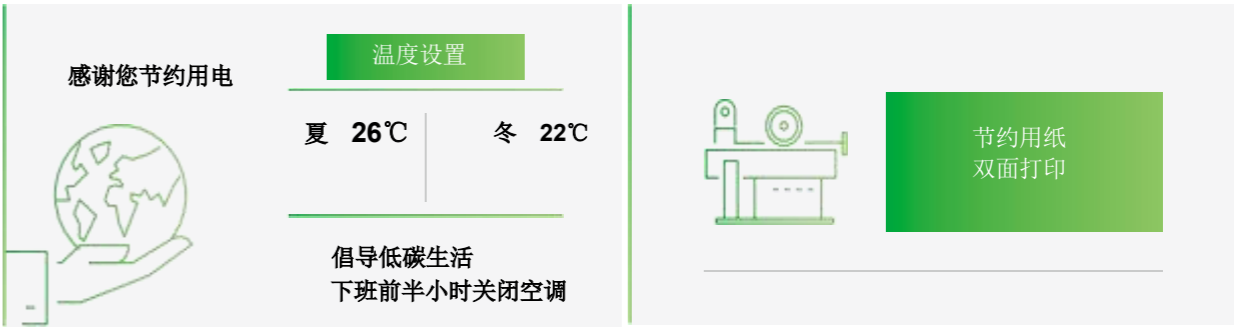 感谢您节约用电
温度设置
夏 26℃
冬 22℃
倡导低碳生活
下班前半小时关闭空调
节约用纸
双面打印